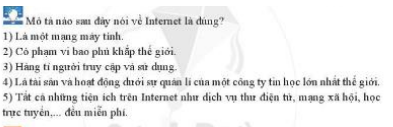 Mô tả nào sau đây nói về Internet là đúng?
1) Là một mạng máy tính.
2) Có phạm vi bao phủ khắp thế giới.
3) Hàng tỉ người truy cập và sử dụng.
4) Là tài sản và hoạt động dưới sự quản lí của một công ty tin học lớn nhất thế giới.
5) Tất cả những tiện ích trên Internet như dịch vụ thư điện tử, mạng xã hội, học
trực tuyến,... đều miễn phí.